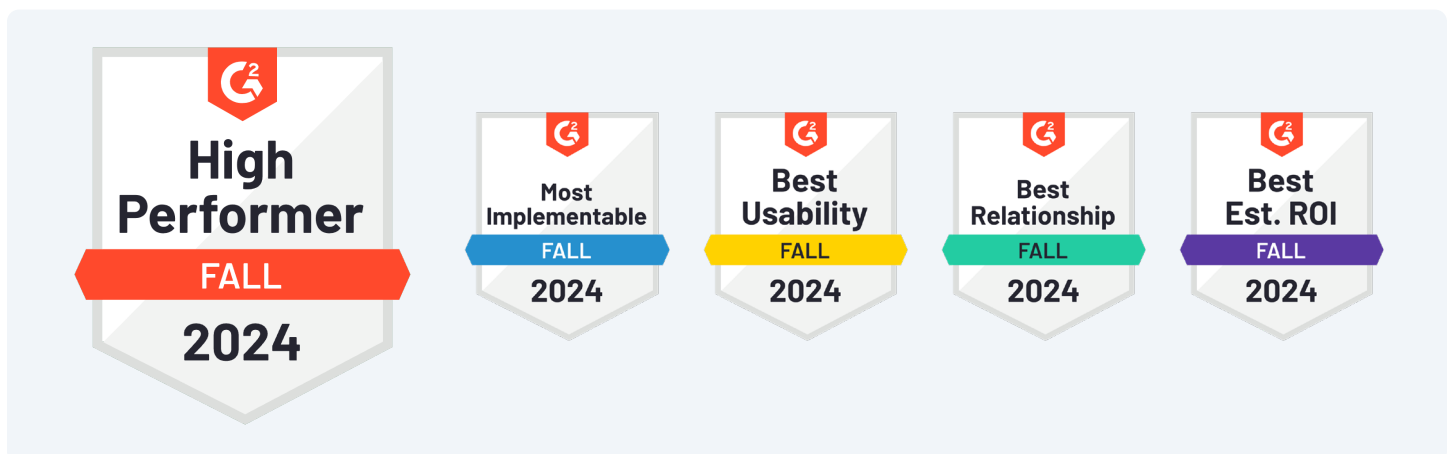 G2
High
Performer
FALL
2024
G2
Most
Implementable
FALL
2024
G2
Best
Usability
FALL
2024
G2
Best
Relationship
FALL
2024
G2
Best
Est. ROI
FALL
2024